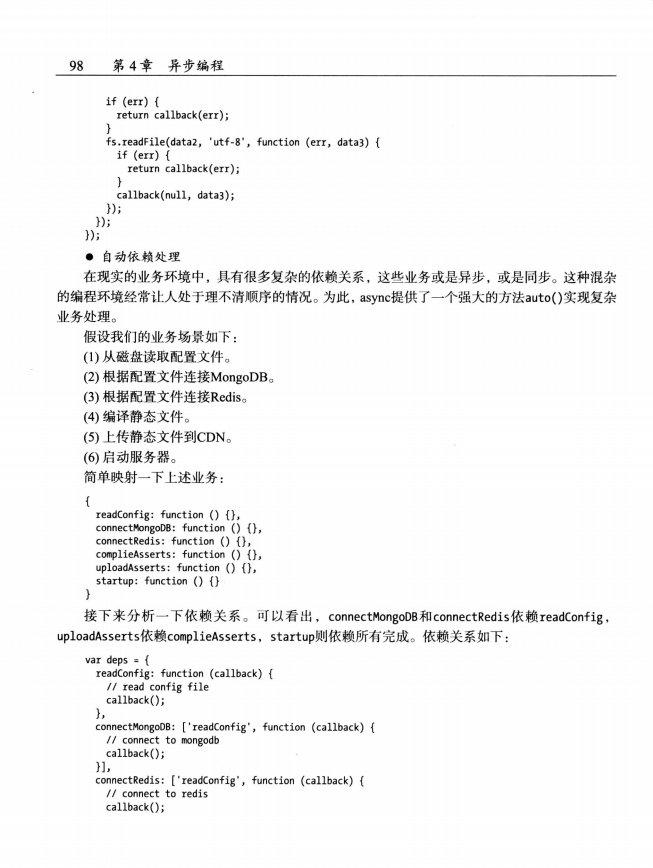 98 第4章 异步编程
if (err) {
return callback(err);
}
fs.readFile(data2, 'utf-8', function (err, data3) {
if (err) {
return callback(err);
}
callback(null, data3);
});
});
});
● 自动依赖处理
在现实的业务环境中，具有很多复杂的依赖关系，这些业务或是异步，或是同步。这种混杂
的编程环境经常让人处于理不清顺序的情况。为此，async提供了一个强大的方法auto()实现复杂
业务处理。
假设我们的业务场景如下：
(1) 从磁盘读取配置文件。
(2) 根据配置文件连接MongoDB。
(3) 根据配置文件连接Redis。
(4) 编译静态文件。
(5) 上传静态文件到CDN。
(6) 启动服务器。
简单映射一下上述业务：
{
readConfig: function () {},
connectMongoDB: function () {},
connectRedis: function () {},
complieAsserts: function () {},
uploadAsserts: function () {},
startup: function () {}
}
接下来分析一下依赖关系。可以看出，connectMongoDB和connectRedis依赖readConfig，
uploadAsserts依赖complieAsserts，startup则依赖所有完成。依赖关系如下：
var deps = {
readConfig: function (callback) {
// read config file
callback();
},
connectMongoDB: ['readConfig', function (callback) {
// connect to mongodb
callback();
}],
connectRedis: ['readConfig', function (callback) {
// connect to redis
callback();